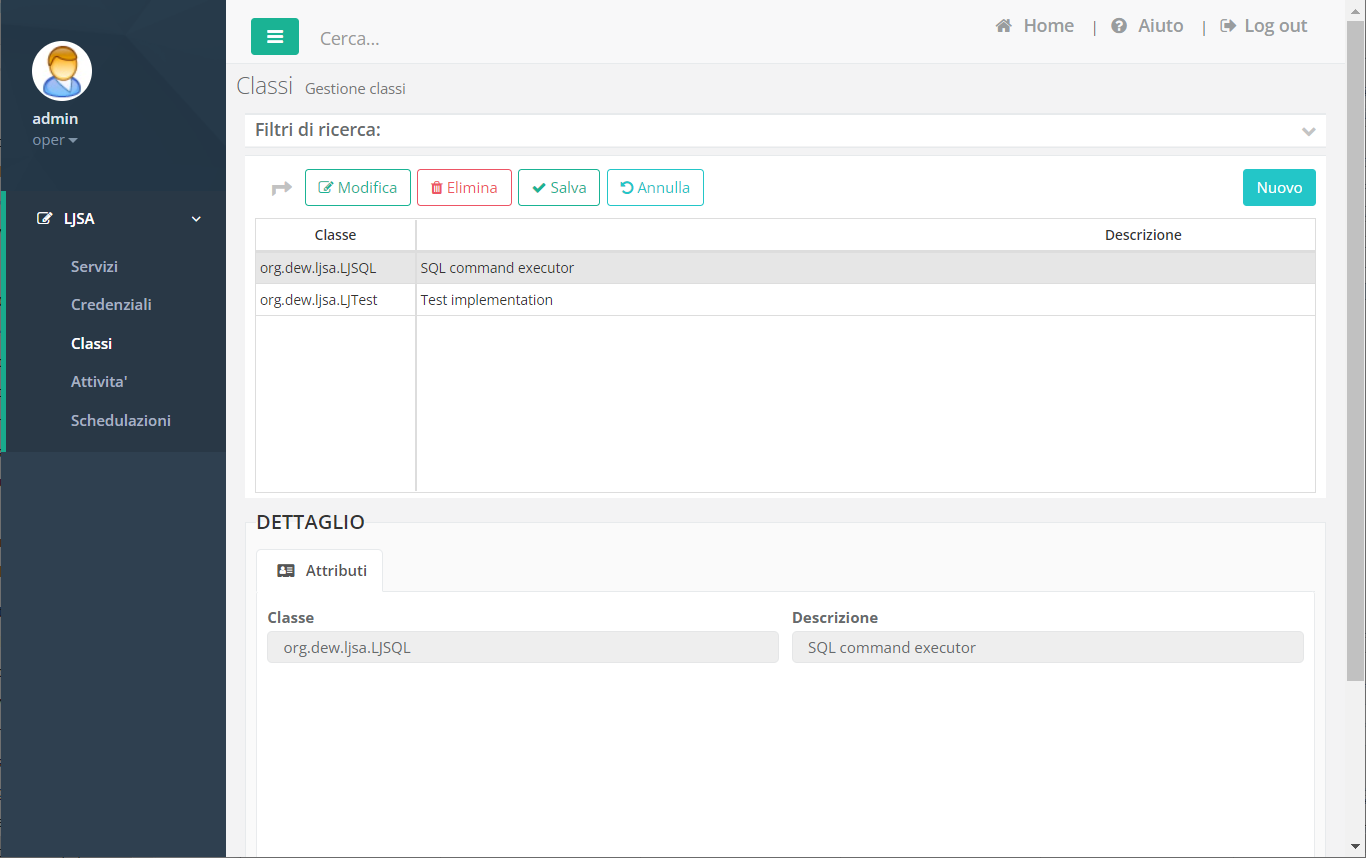 admin
oper
LJSA
Servizi
Credenziali
Classi
Attivita'
Schedulazioni
Cerca...
Home | Aiuto | Log out
Classi Gestione classi
Filtri di ricerca:
Modifica Elimina Salva Annulla Nuovo
Classe Descrizione
org.dew.ljsa.LJSQL SQL command executor
org.dew.ljsa.LJTest Test implementation
DETTAGLIO
Attributi
Classe Descrizione
org.dew.ljsa.LJSQL SQL command executor